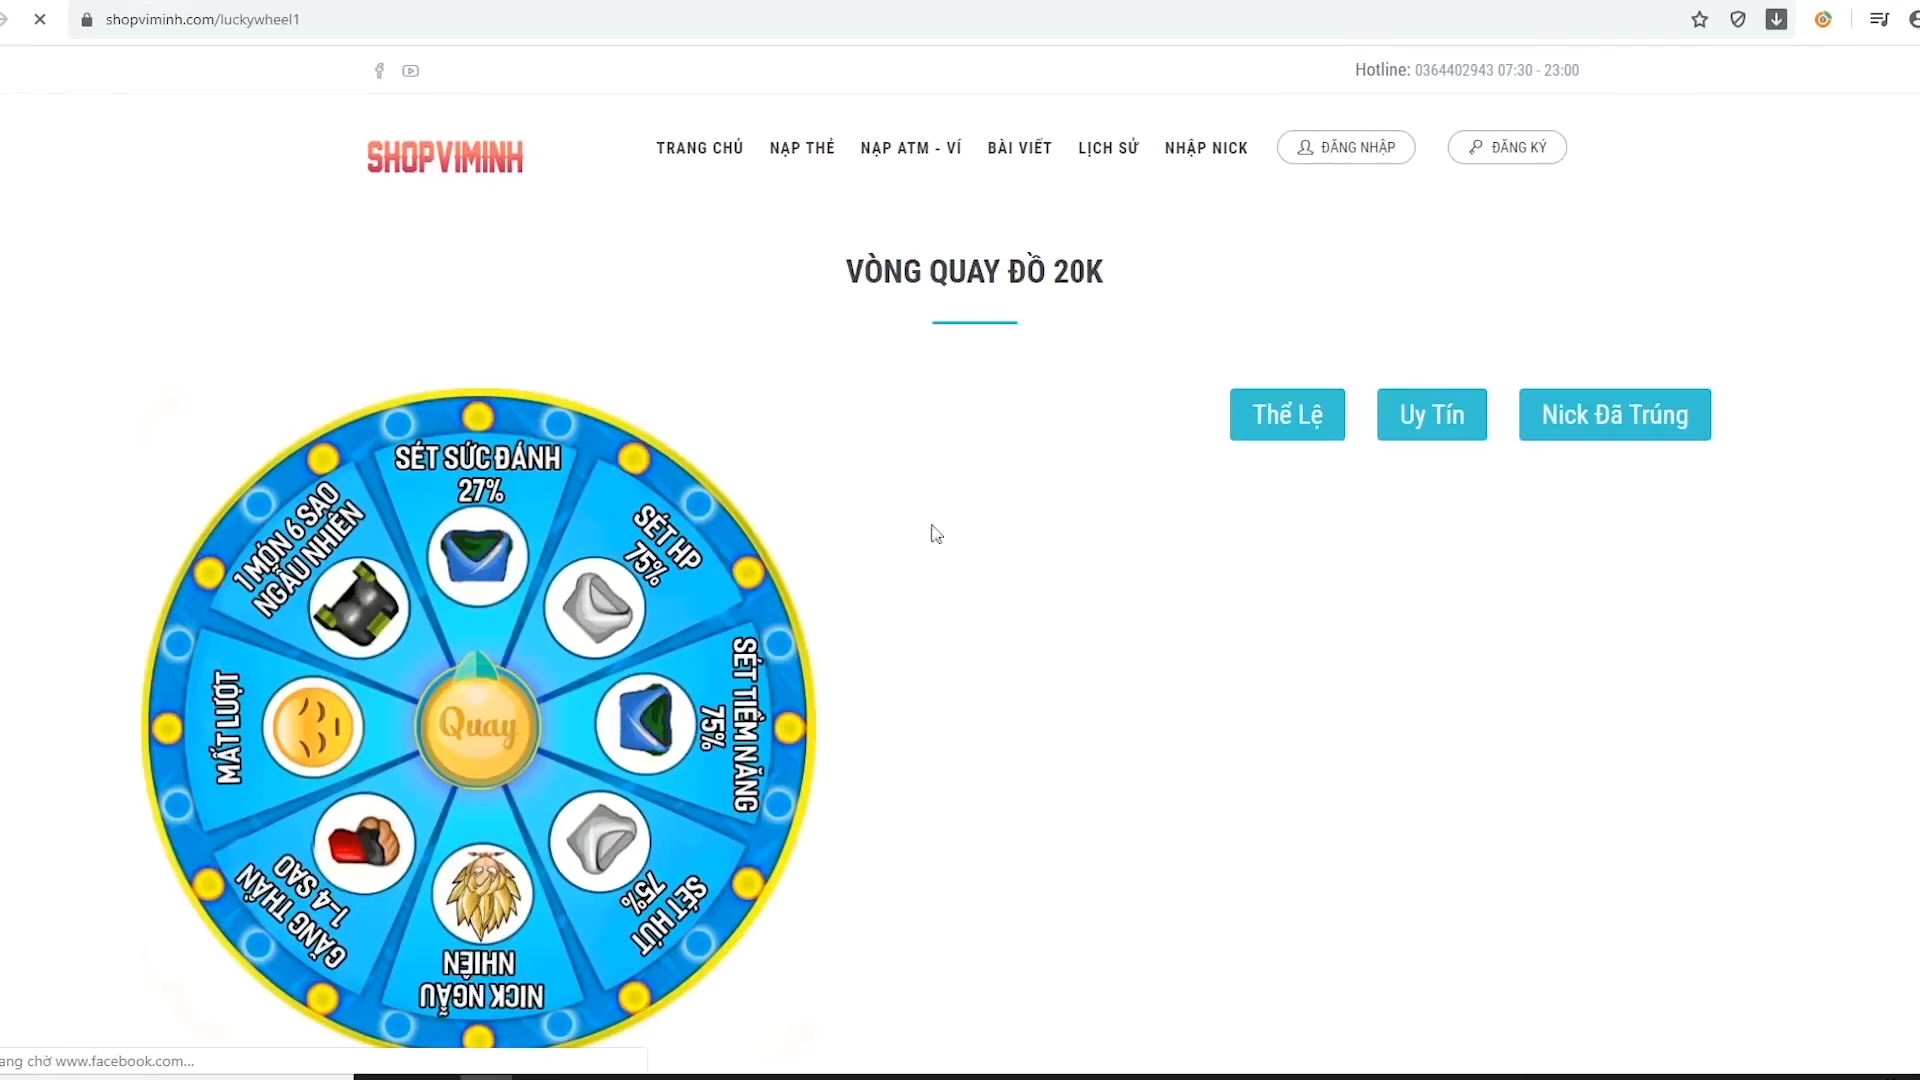 shopviminh.com/luckywheel1
Hotline: 0364402943 07:30 - 23:00
SHOPVIMINH
TRANG CHỦ NẠP THẺ NẠP ATM - VÍ BÀI VIẾT LỊCH SỬ NHẬP NICK ĐĂNG NHẬP ĐĂNG KÝ
VÒNG QUAY ĐỒ 20K
Thể Lệ Uy Tín Nick Đã Trúng
SÉT SỨC ĐÁNH
27%
SÉT HP
75%
SÉT TIỀM NĂNG
75%
SÉT HÚT
75%
NICK NGẪU
NHIÊN
GĂNG THẦN
1-4 SAO
MẤT LƯỢT
1 MÓN 6 SAO
NGẪU NHIÊN
Quay
ang chờ www.facebook.com...